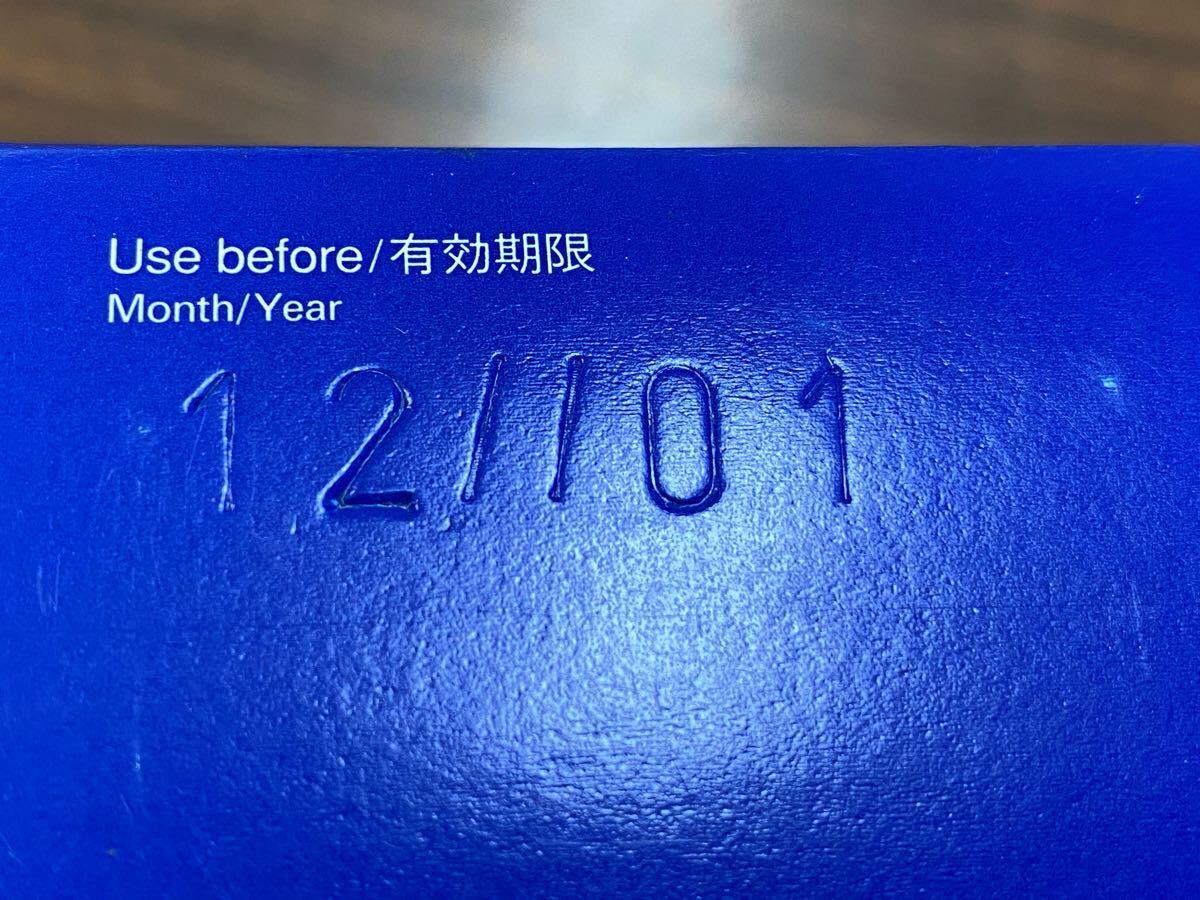 Use before/有効期限
Month/Year
12//01